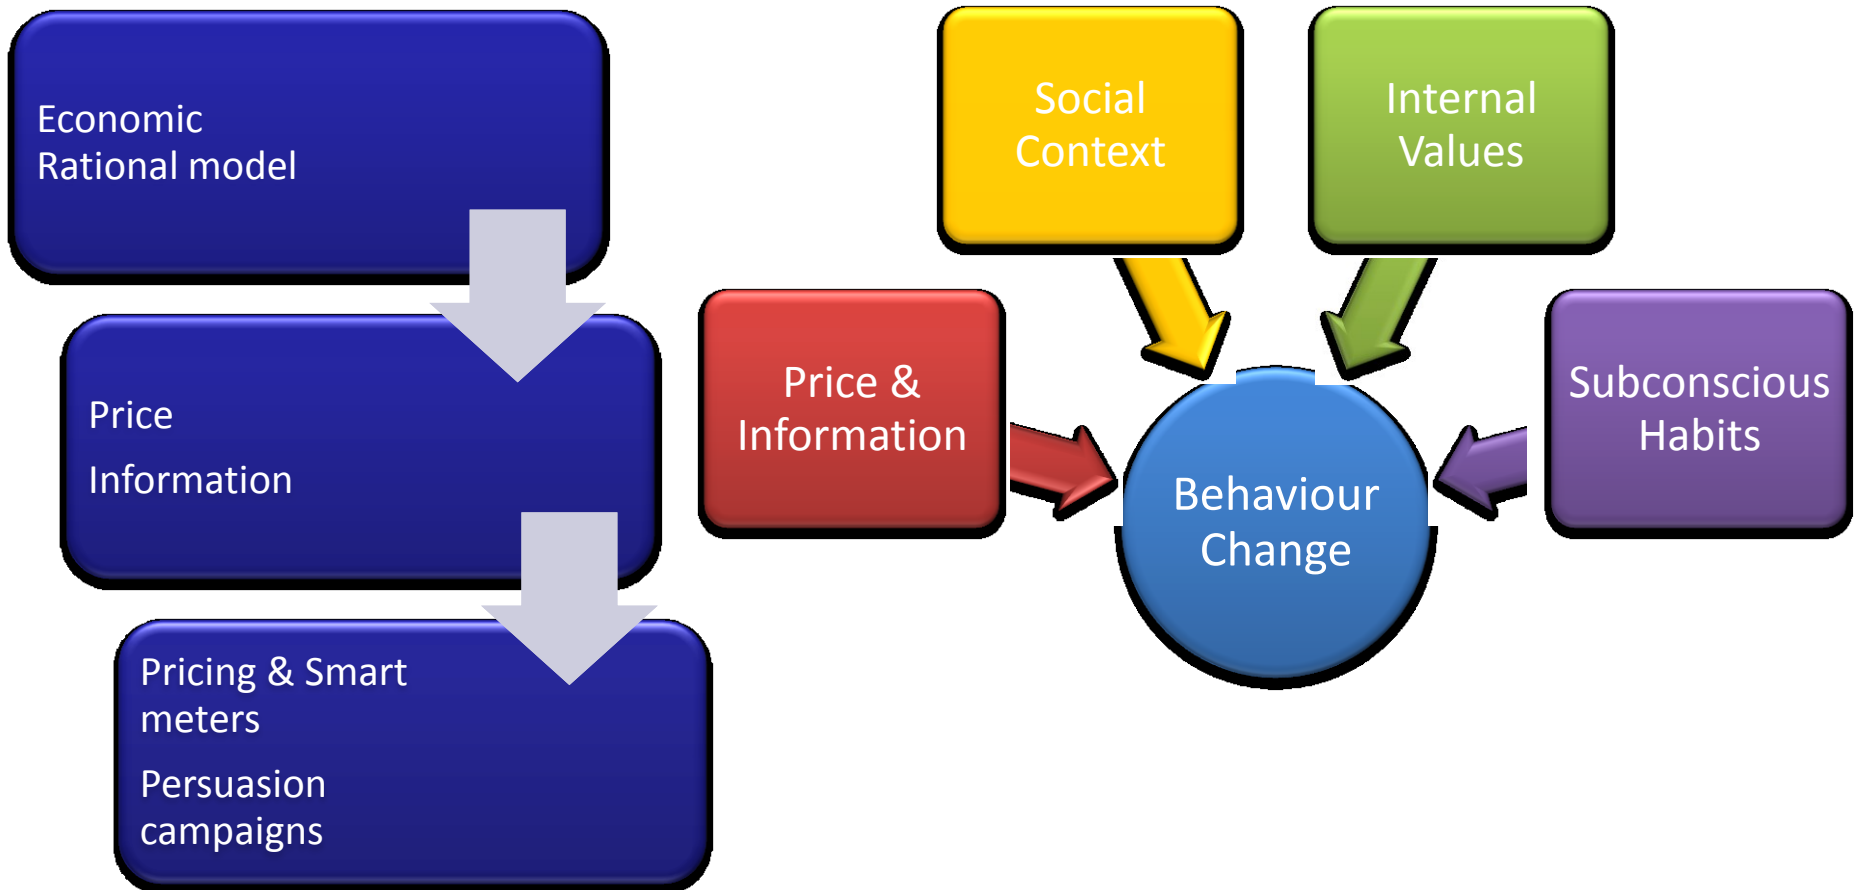 Economic
Rational model
Price
Information
Pricing & Smart
meters
Persuasion
campaigns
Social
Context
Internal
Values
Price &
Information
Subconscious
Habits
Behaviour
Change